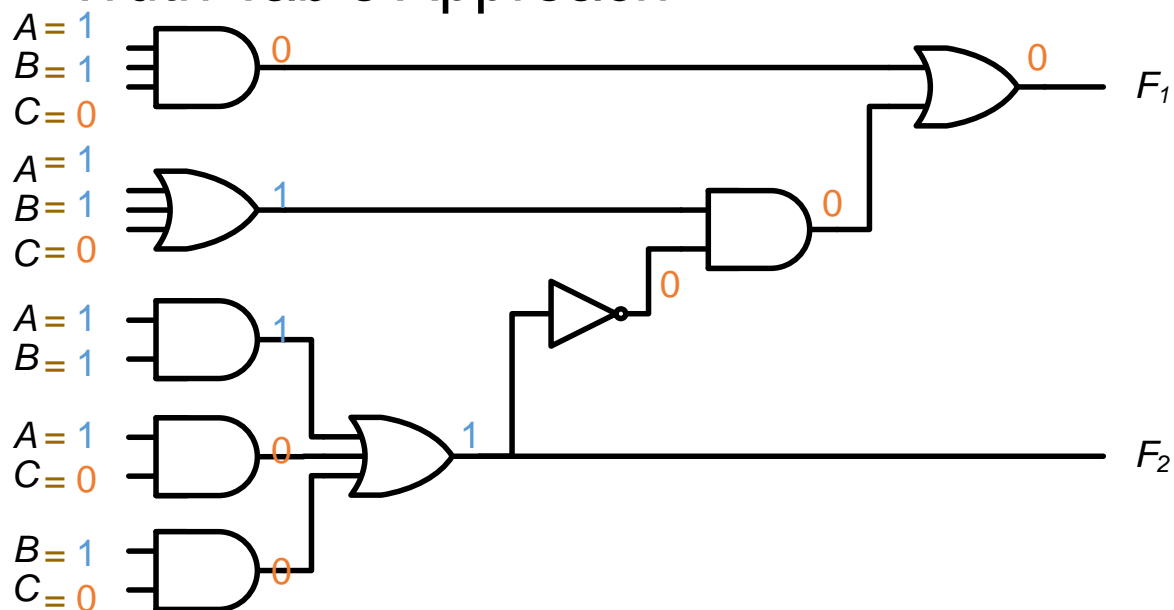 A = 1
0
0
B = 1
F1
C = 0
A = 1
1
B = 1
0
C = 0
0
A = 1
1
B = 1
A = 1
1
0
F2
C = 0
B = 1
0
C = 0